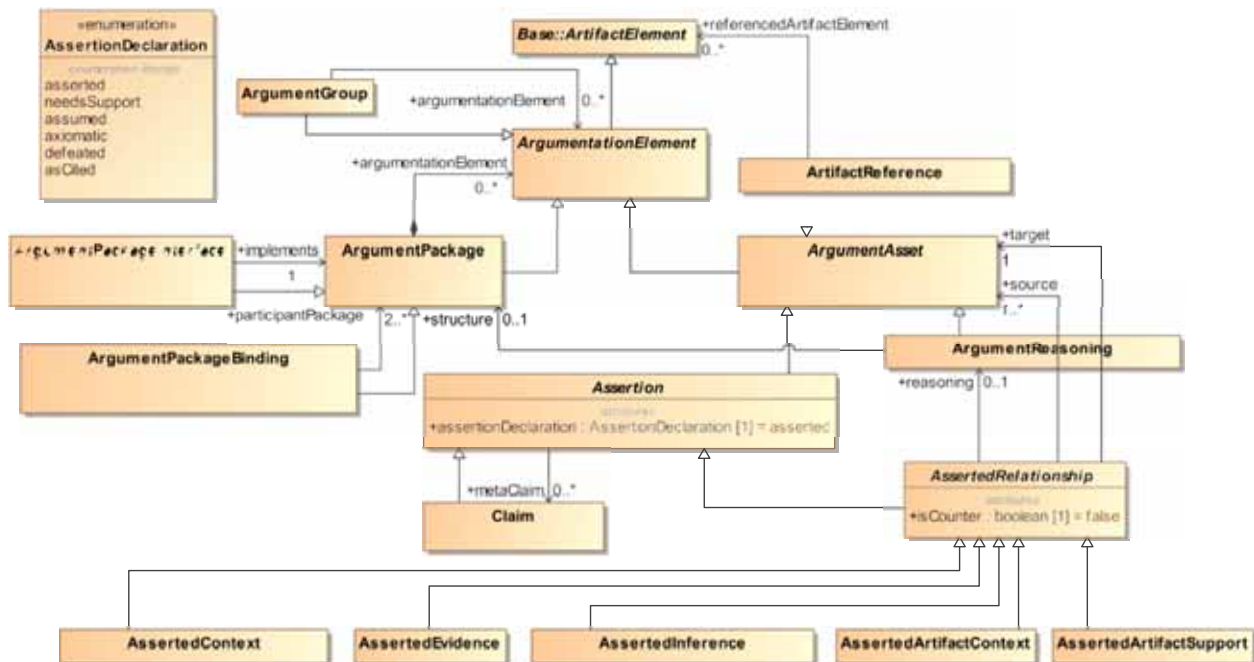 «enumeration»
AssertionDeclaration
asserted
needsSupport
assumed
axiomatic
defeated
asCited
Base::ArtifactElement
+referencedArtifactElement
0..*
ArgumentGroup
+argumentationElement
0..*
ArgumentationElement
+argumentationElement
0..*
ArtifactReference
+implements
1
ArgumentPackage
ArgumentAsset
+target
1
+source
+participantPackage
2..*
+structure
0..1
ArgumentPackageBinding
ArgumentReasoning
+reasoning
0..1
Assertion
+assertionDeclaration : AssertionDeclaration [1] = asserted
+metaClaim
0..*
Claim
AssertedRelationship
+isCounter : boolean [1] = false
AssertedContext
AssertedEvidence
AssertedInference
AssertedArtifactContext
AssertedArtifactSupport